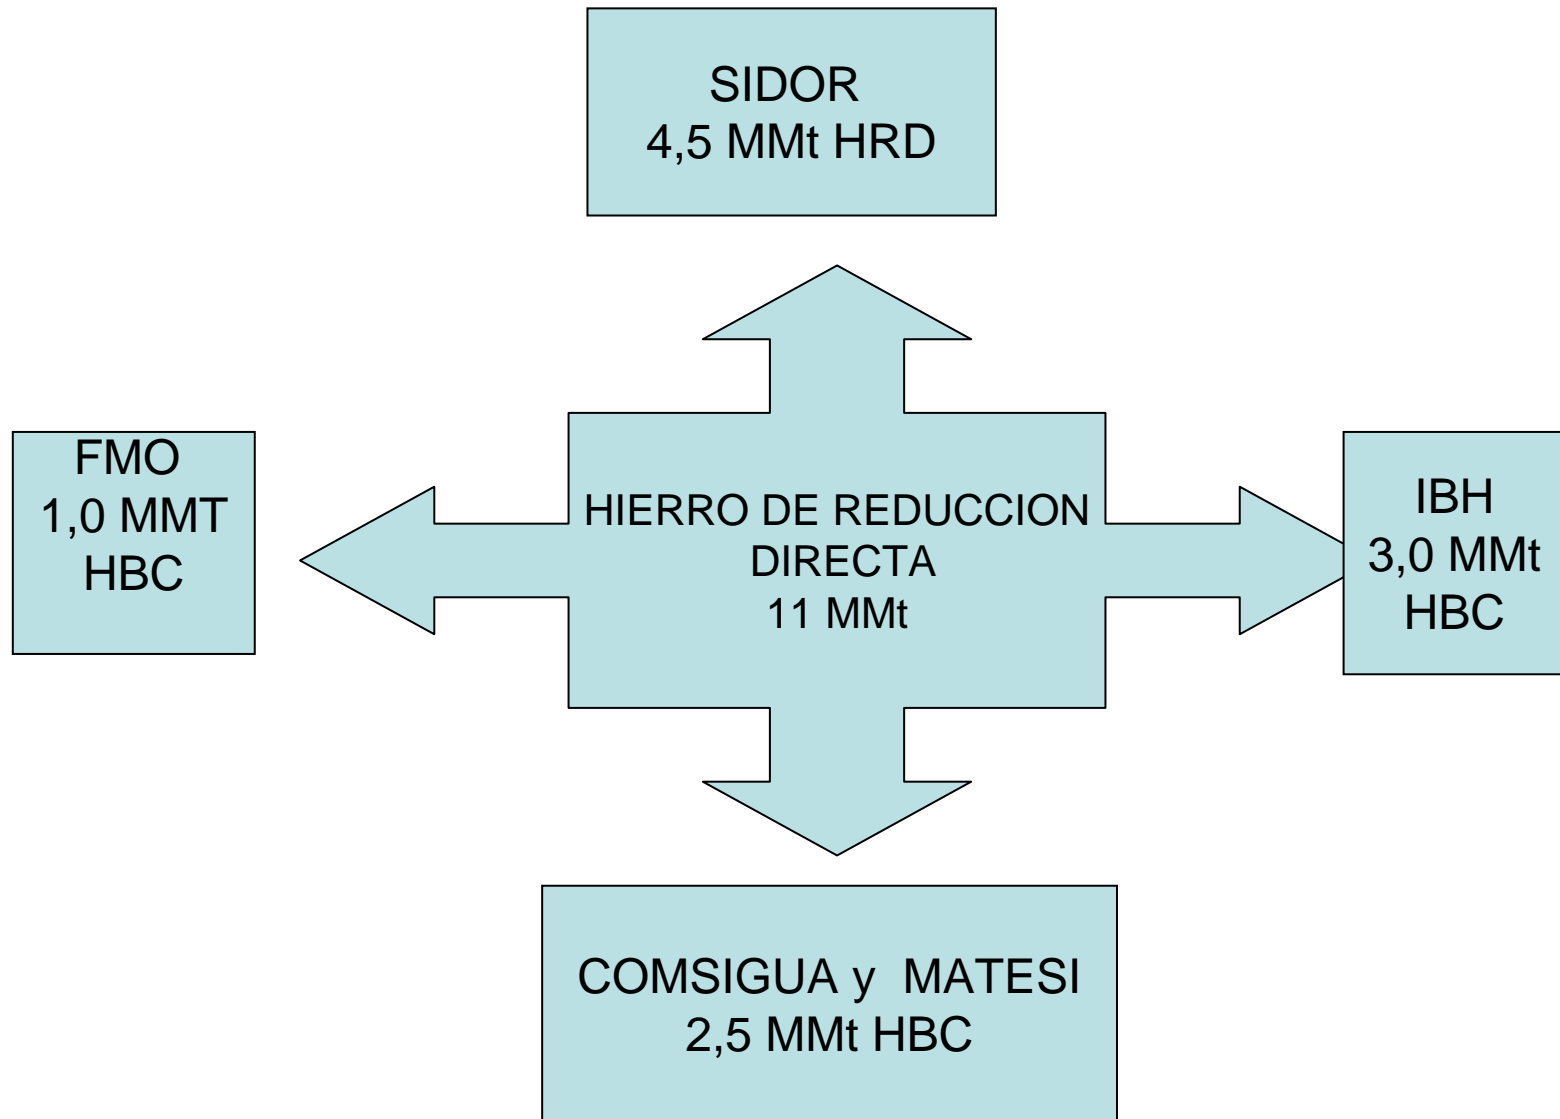 SIDOR
4,5 MMt HRD
FMO
1,0 MMT
HBC
HIERRO DE REDUCCION
DIRECTA
11 MMt
IBH
3,0 MMt
HBC
COMSIGUA y  MATESI
2,5 MMt HBC